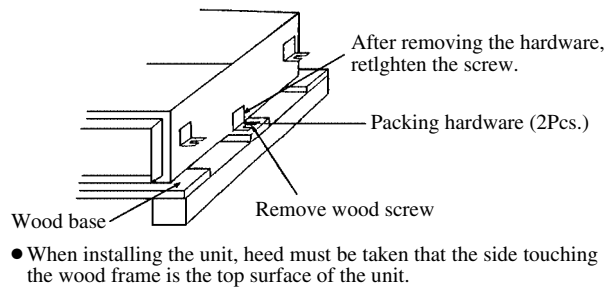 After removing the hardware,
retlghten the screw.
Packing hardware (2Pcs.)
Remove wood screw
Wood base
● When installing the unit, heed must be taken that the side touching
the wood frame is the top surface of the unit.